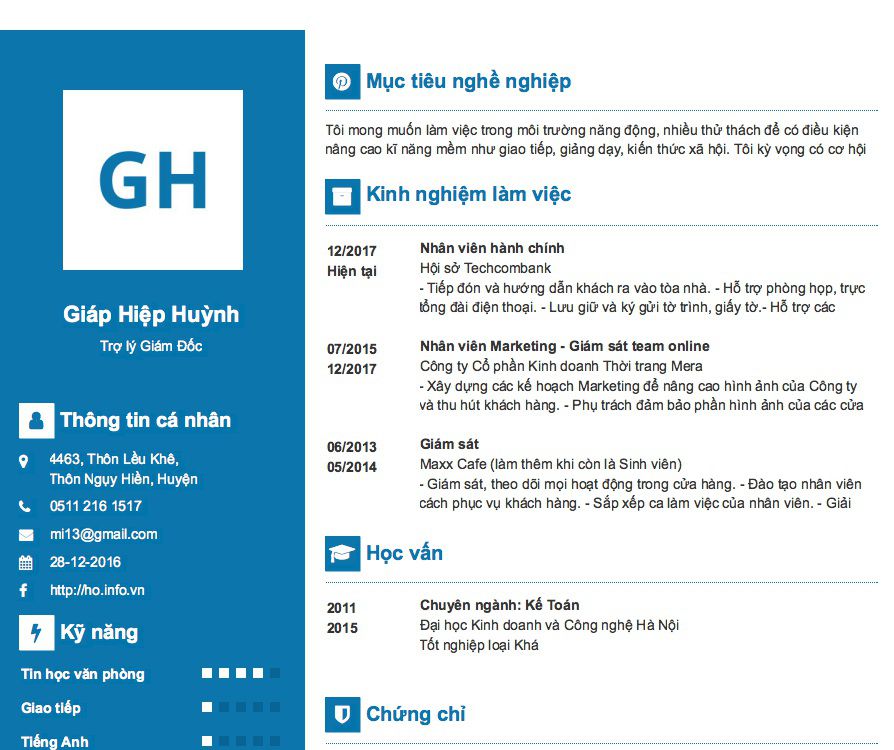 GH
Giáp Hiệp Huỳnh
Trợ lý Giám Đốc
Thông tin cá nhân
4463, Thôn Lều Khê,
Thôn Ngụy Hiền, Huyện
0511 216 1517
mi13@gmail.com
28-12-2016
http://ho.info.vn
Kỹ năng
Tin học văn phòng
Giao tiếp
Tiếng Anh
Mục tiêu nghề nghiệp
Tôi mong muốn làm việc trong môi trường năng động, nhiều thử thách để có điều kiện
nâng cao kĩ năng mềm như giao tiếp, giảng dạy, kiến thức xã hội. Tôi kỳ vọng có cơ hội
Kinh nghiệm làm việc
12/2017
Hiện tại
Nhân viên hành chính
Hội sở Techcombank
- Tiếp đón và hướng dẫn khách ra vào tòa nhà. - Hỗ trợ phòng họp, trực
tổng đài điện thoại. - Lưu giữ và ký gửi tờ trình, giấy tờ.- Hỗ trợ các
07/2015
12/2017
Nhân viên Marketing - Giám sát team online
Công ty Cổ phần Kinh doanh Thời trang Mera
- Xây dựng các kế hoạch Marketing để nâng cao hình ảnh của Công ty
và thu hút khách hàng. - Phụ trách đảm bảo phần hình ảnh của các cửa
06/2013
05/2014
Giám sát
Maxx Cafe (làm thêm khi còn là Sinh viên)
- Giám sát, theo dõi mọi hoạt động trong cửa hàng. - Đào tạo nhân viên
cách phục vụ khách hàng. - Sắp xếp ca làm việc của nhân viên. - Giải
Học vấn
2011
2015
Chuyên ngành: Kế Toán
Đại học Kinh doanh và Công nghệ Hà Nội
Tốt nghiệp loại Khá
Chứng chỉ